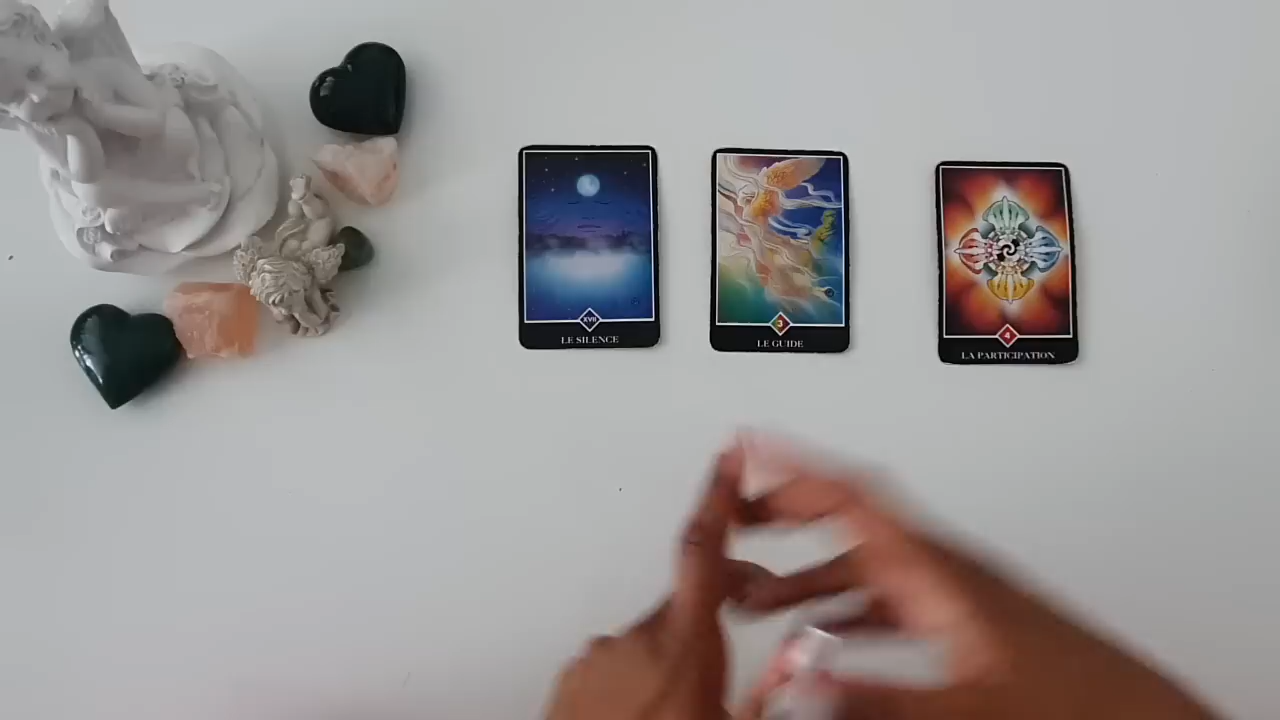 XVII
LE SILENCE
3
LE GUIDE
4
LA PARTICIPATION